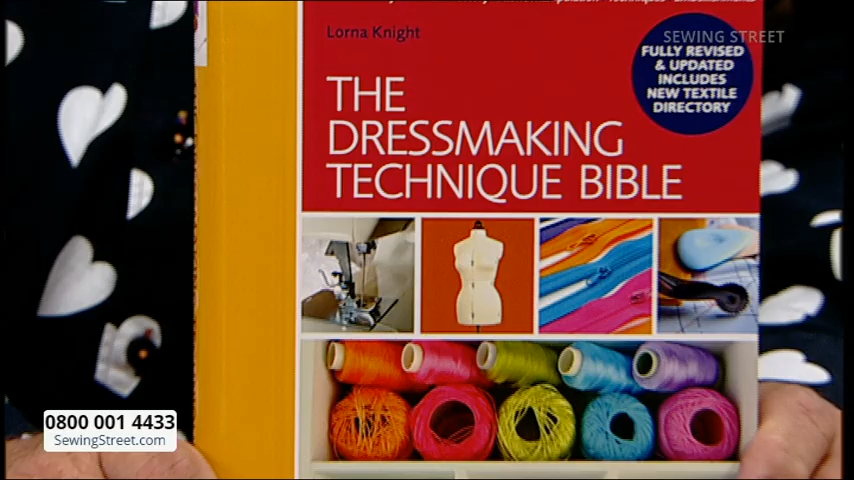 Techniques
Lorna Knight
SEWING STREET
FULLY REVISED
& UPDATED
INCLUDES
NEW TEXTILE
DIRECTORY
THE
DRESSMAKING
TECHNIQUE BIBLE
0800 001 4433
SewingStreet.com